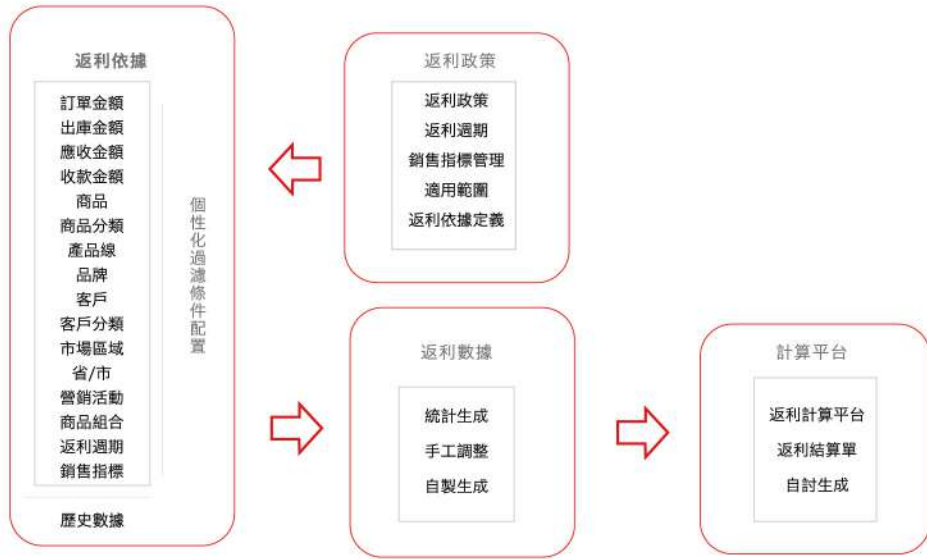 返利依據
訂單金額
出庫金額
應收金額
收款金額
商品
商品分類
產品線
品牌
客戶
客戶分類
市場區域
省/市
營銷活動
商品組合
返利週期
銷售指標
歷史數據
個性化過濾條件配置
返利政策
返利政策
返利週期
銷售指標管理
適用範圍
返利依據定義
返利數據
統計生成
手工調整
自製生成
計算平台
返利計算平台
返利結算單
自討生成